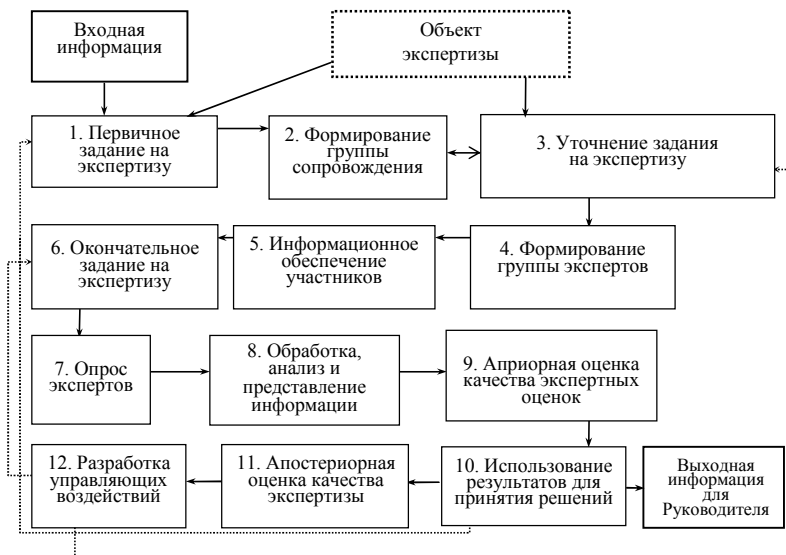 Входная
информация
Объект
экспертизы
1. Первичное
задание на
экспертизу
2. Формирование
группы
сопровождения
3. Уточнение задания
на экспертизу
6. Окончательное
задание на
экспертизу
5. Информационное
обеспечение
участников
4. Формирование
группы экспертов
7. Опрос
экспертов
8. Обработка,
анализ и
представление
информации
9. Априорная оценка
качества экспертных
оценок
12. Разработка
управляющих
воздействий
11. Апостериорная
оценка качества
экспертизы
10. Использование
результатов для
принятия решений
Выходная
информация
для
Руководителя